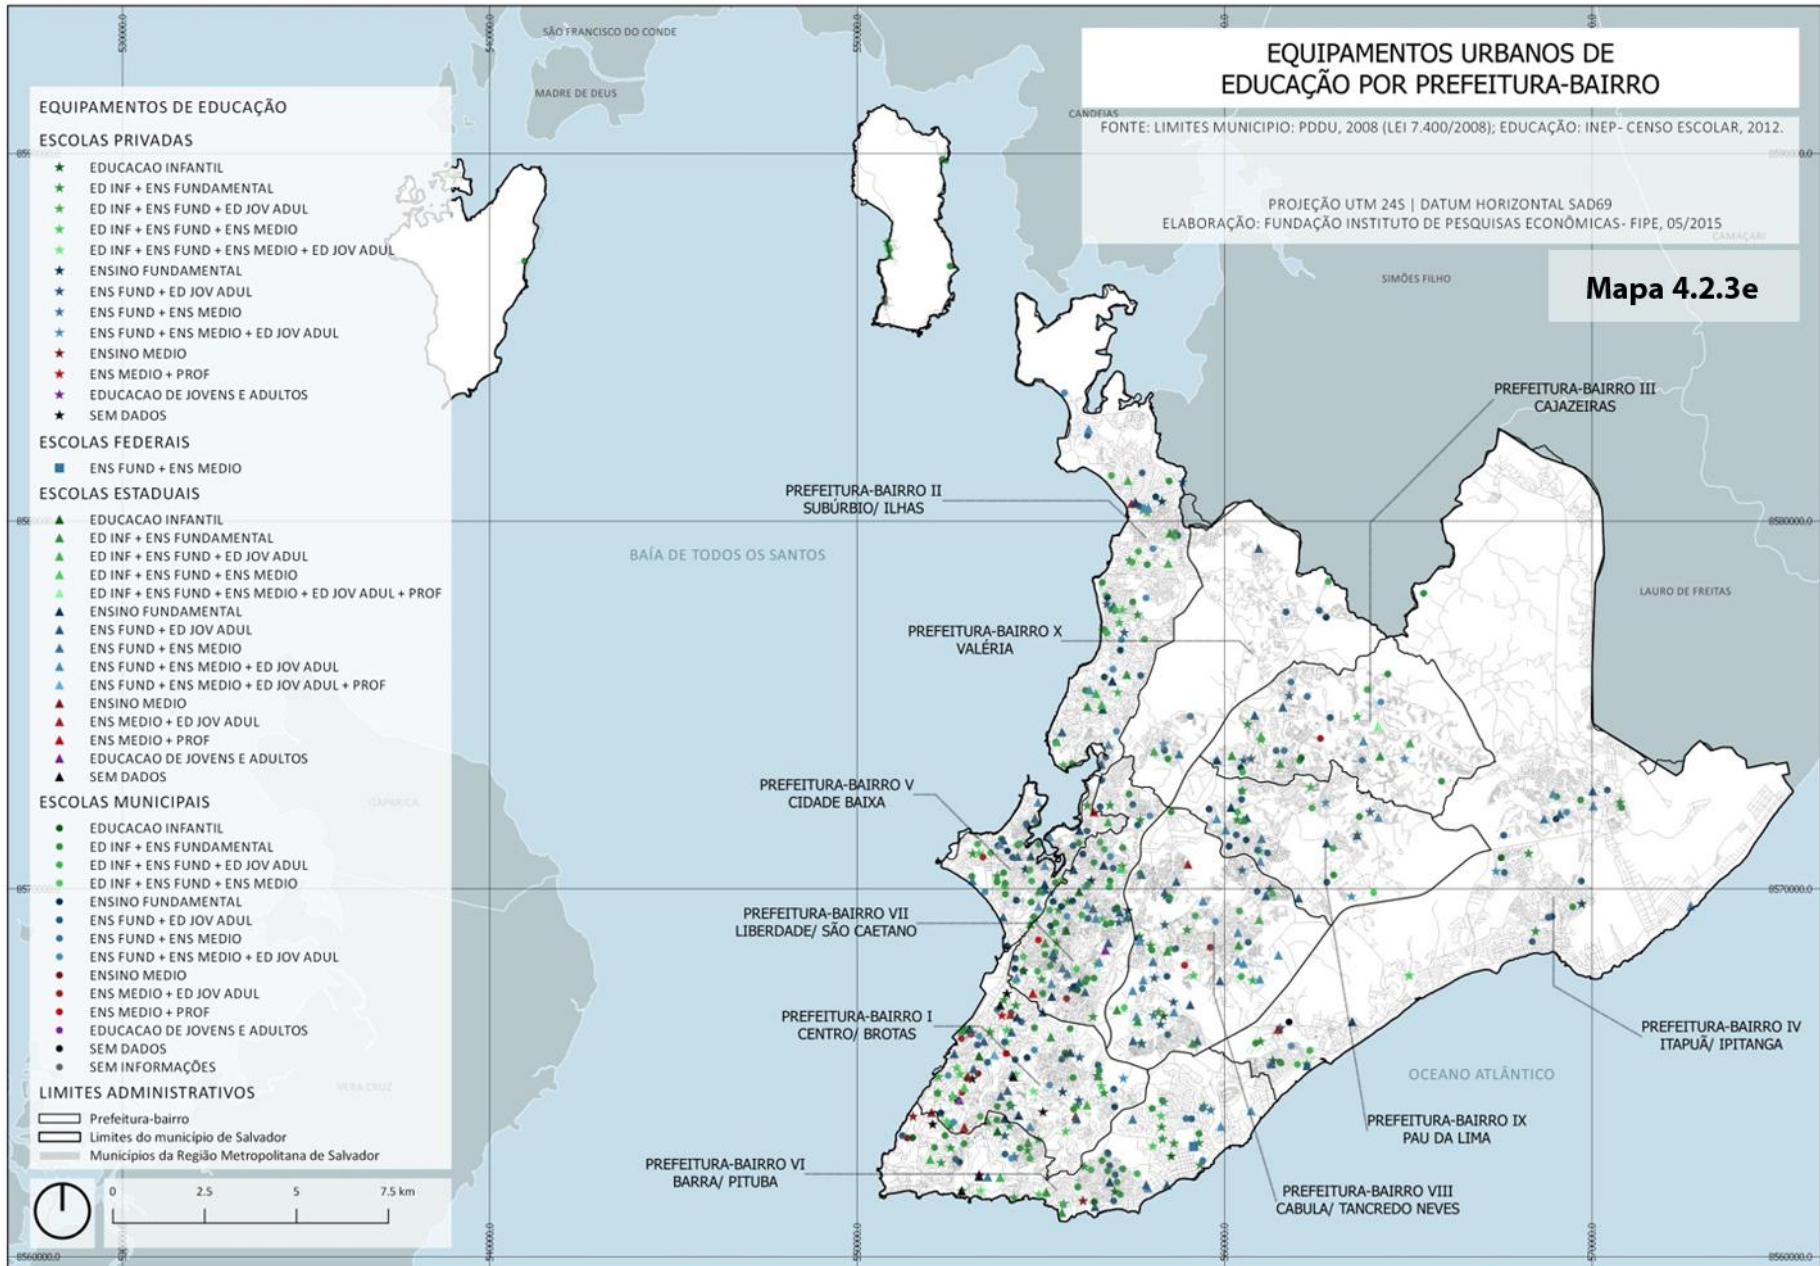 EQUIPAMENTOS URBANOS DE
EDUCAÇÃO POR PREFEITURA-BAIRRO
FONTE: LIMITES MUNICIPIO: PDDU, 2008 (LEI 7.400/2008); EDUCAÇÃO: INEP- CENSO ESCOLAR, 2012.
PROJEÇÃO UTM 24S | DATUM HORIZONTAL SAD69
ELABORAÇÃO: FUNDAÇÃO INSTITUTO DE PESQUISAS ECONÔMICAS- FIPE, 05/2015
Mapa 4.2.3e
EQUIPAMENTOS DE EDUCAÇÃO
ESCOLAS PRIVADAS
EDUCACAO INFANTIL
ED INF + ENS FUNDAMENTAL
ED INF + ENS FUND + ED JOV ADUL
ED INF + ENS FUND + ENS MEDIO
ED INF + ENS FUND + ENS MEDIO + ED JOV ADUL
ENSINO FUNDAMENTAL
ENS FUND + ED JOV ADUL
ENS FUND + ENS MEDIO
ENS FUND + ENS MEDIO + ED JOV ADUL
ENSINO MEDIO
ENS MEDIO + PROF
EDUCACAO DE JOVENS E ADULTOS
SEM DADOS
ESCOLAS FEDERAIS
ENS FUND + ENS MEDIO
ESCOLAS ESTADUAIS
EDUCACAO INFANTIL
ED INF + ENS FUNDAMENTAL
ED INF + ENS FUND + ED JOV ADUL
ED INF + ENS FUND + ENS MEDIO
ED INF + ENS FUND + ENS MEDIO + ED JOV ADUL + PROF
ENSINO FUNDAMENTAL
ENS FUND + ED JOV ADUL
ENS FUND + ENS MEDIO
ENS FUND + ENS MEDIO + ED JOV ADUL
ENS FUND + ENS MEDIO + ED JOV ADUL + PROF
ENSINO MEDIO
ENS MEDIO + ED JOV ADUL
ENS MEDIO + PROF
EDUCACAO DE JOVENS E ADULTOS
SEM DADOS
ESCOLAS MUNICIPAIS
EDUCACAO INFANTIL
ED INF + ENS FUNDAMENTAL
ED INF + ENS FUND + ED JOV ADUL
ED INF + ENS FUND + ENS MEDIO
ENSINO FUNDAMENTAL
ENS FUND + ED JOV ADUL
ENS FUND + ENS MEDIO
ENS FUND + ENS MEDIO + ED JOV ADUL
ENSINO MEDIO
ENS MEDIO + ED JOV ADUL
ENS MEDIO + PROF
EDUCACAO DE JOVENS E ADULTOS
SEM DADOS
SEM INFORMAÇÕES
LIMITES ADMINISTRATIVOS
Prefeitura-bairro
Limites do município de Salvador
Municípios da Região Metropolitana de Salvador
0 2.5 5 7.5 km
SÃO FRANCISCO DO CONDE
MADRE DE DEUS
CANDEIAS
CAMAÇARI
SIMÕES FILHO
LAURO DE FREITAS
ITAPARICA
VERA CRUZ
BAÍA DE TODOS OS SANTOS
OCEANO ATLÂNTICO
PREFEITURA-BAIRRO III
CAJAZEIRAS
PREFEITURA-BAIRRO II
SUBÚRBIO/ ILHAS
PREFEITURA-BAIRRO X
VALÉRIA
PREFEITURA-BAIRRO V
CIDADE BAIXA
PREFEITURA-BAIRRO VII
LIBERDADE/ SÃO CAETANO
PREFEITURA-BAIRRO I
CENTRO/ BROTAS
PREFEITURA-BAIRRO IV
ITAPUÃ/ IPITANGA
PREFEITURA-BAIRRO IX
PAU DA LIMA
PREFEITURA-BAIRRO VI
BARRA/ PITUBA
PREFEITURA-BAIRRO VIII
CABULA/ TANCREDO NEVES
8580000.0
8560000.0
8560000.0